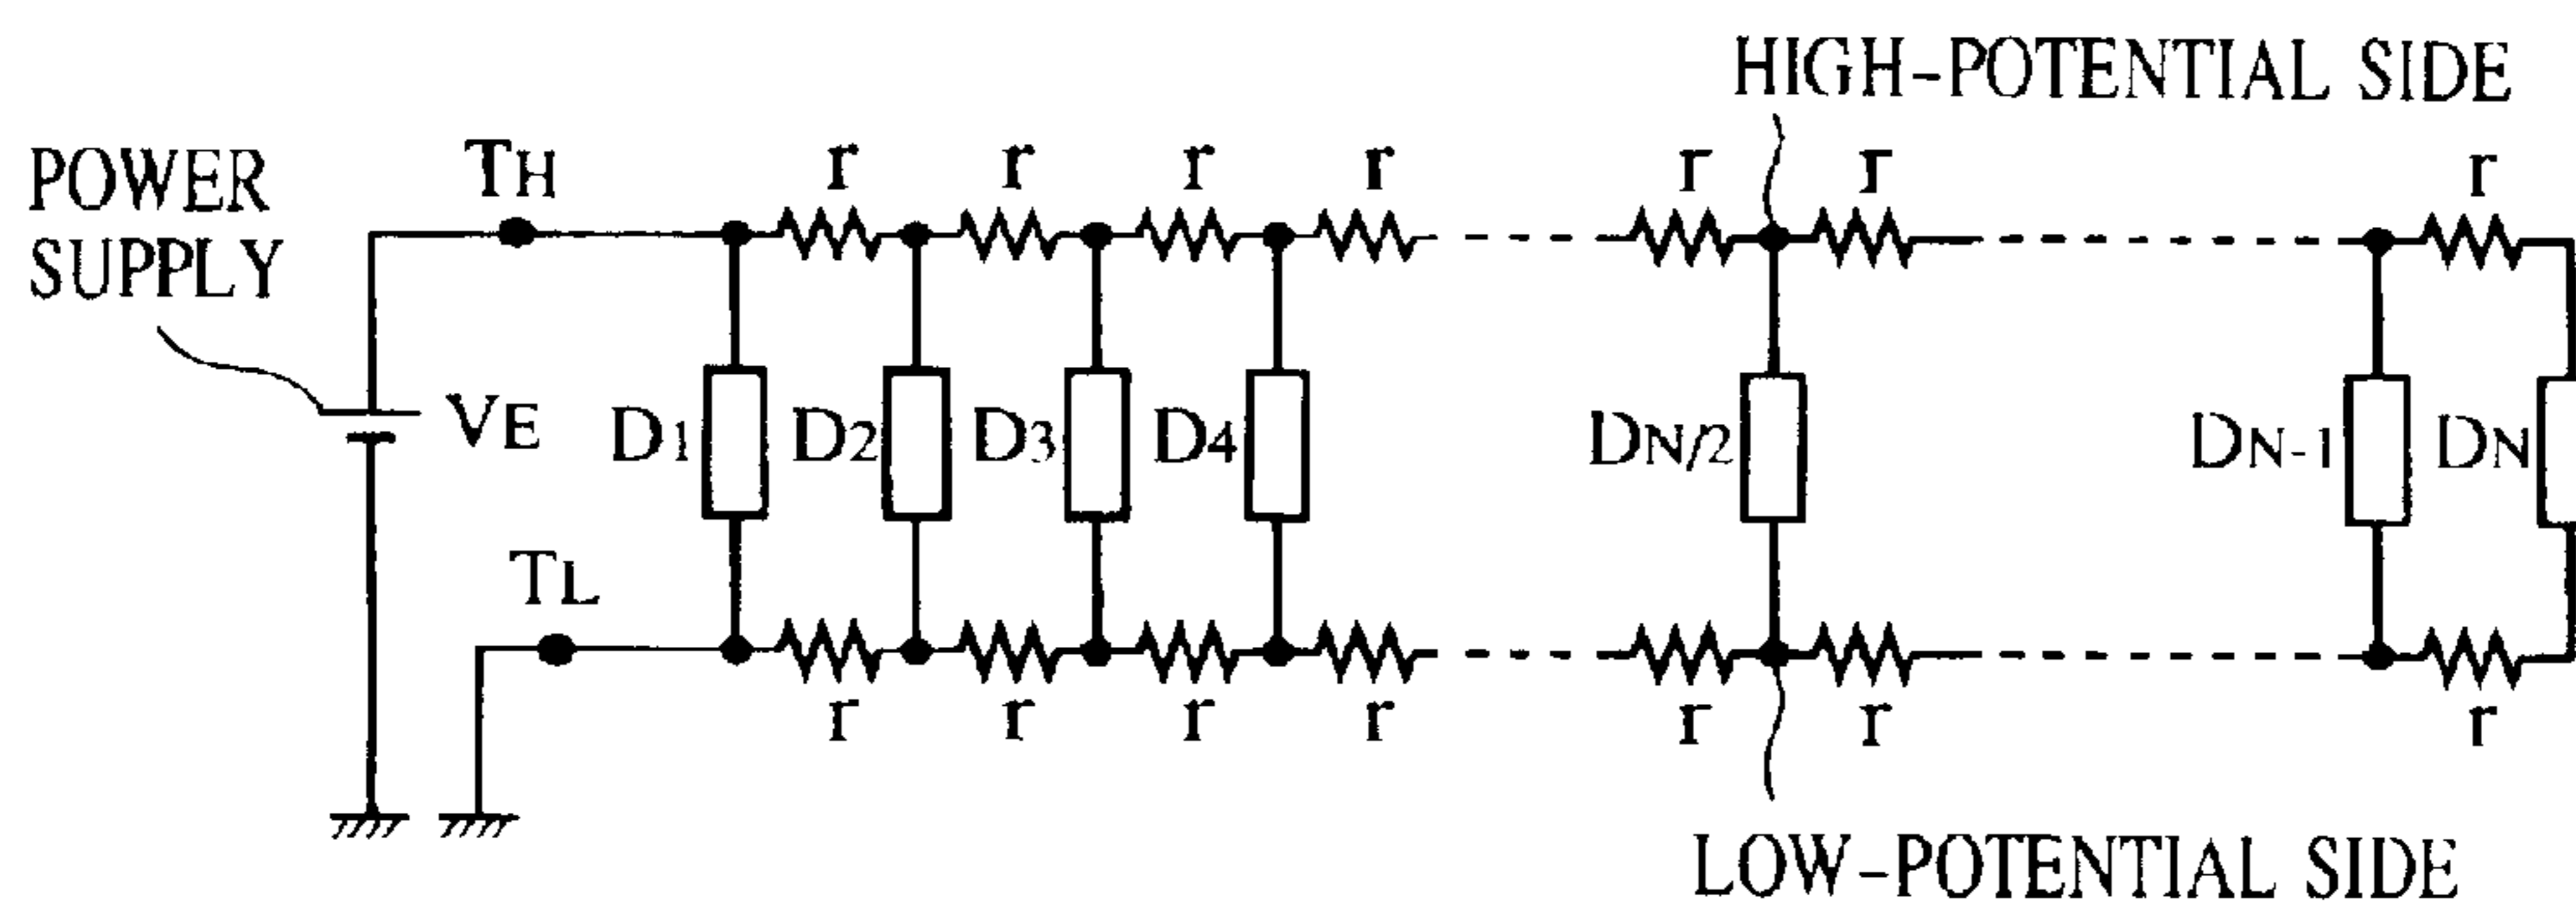 HIGH-POTENTIAL SIDE
POWER
SUPPLY
TH
r r r r r r r
VE
D1 D2 D3 D4 DN/2 DN-1 DN
TL
r r r r r r r
LOW-POTENTIAL SIDE